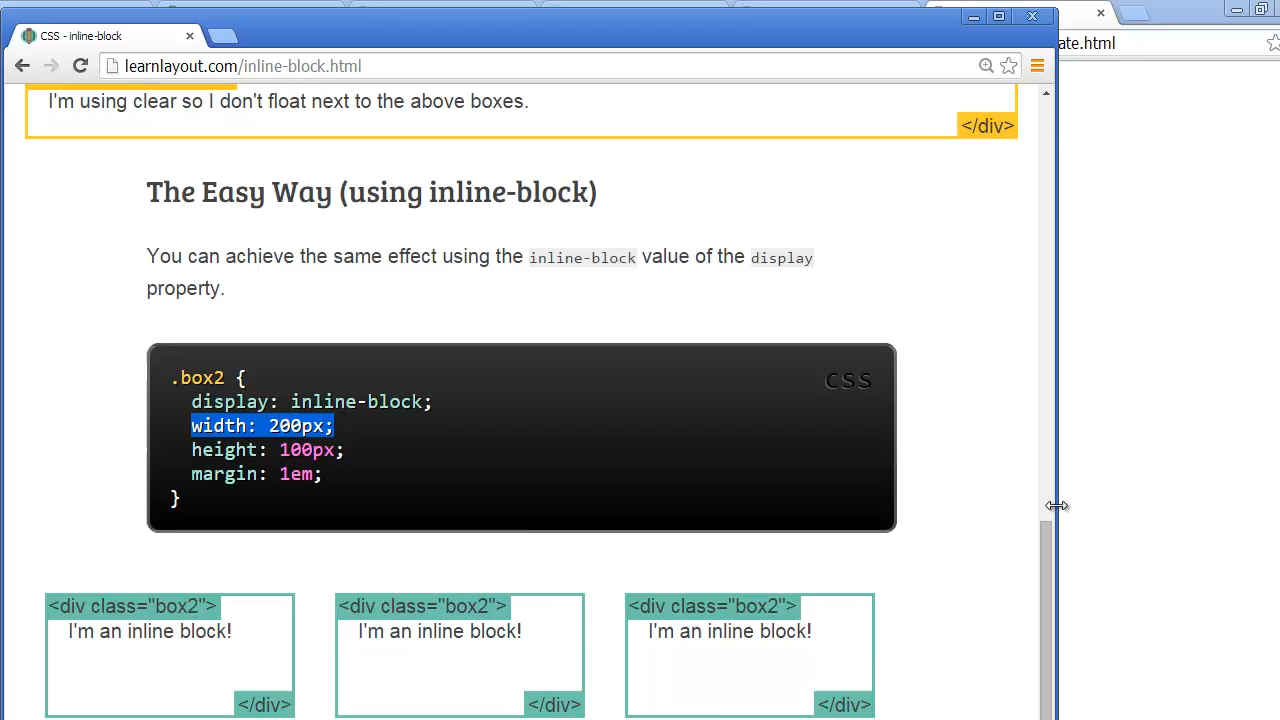 CSS - inline-block
learnlayout.com/inline-block.html
ate.html
I'm using clear so I don't float next to the above boxes.
</div>
The Easy Way (using inline-block)
You can achieve the same effect using the inline-block value of the display
property.
CSS
.box2 {
display: inline-block;
width: 200px;
height: 100px;
margin: 1em;
}
<div class="box2"> <div class="box2"> <div class="box2">
I'm an inline block! I'm an inline block! I'm an inline block!
</div> </div> </div>